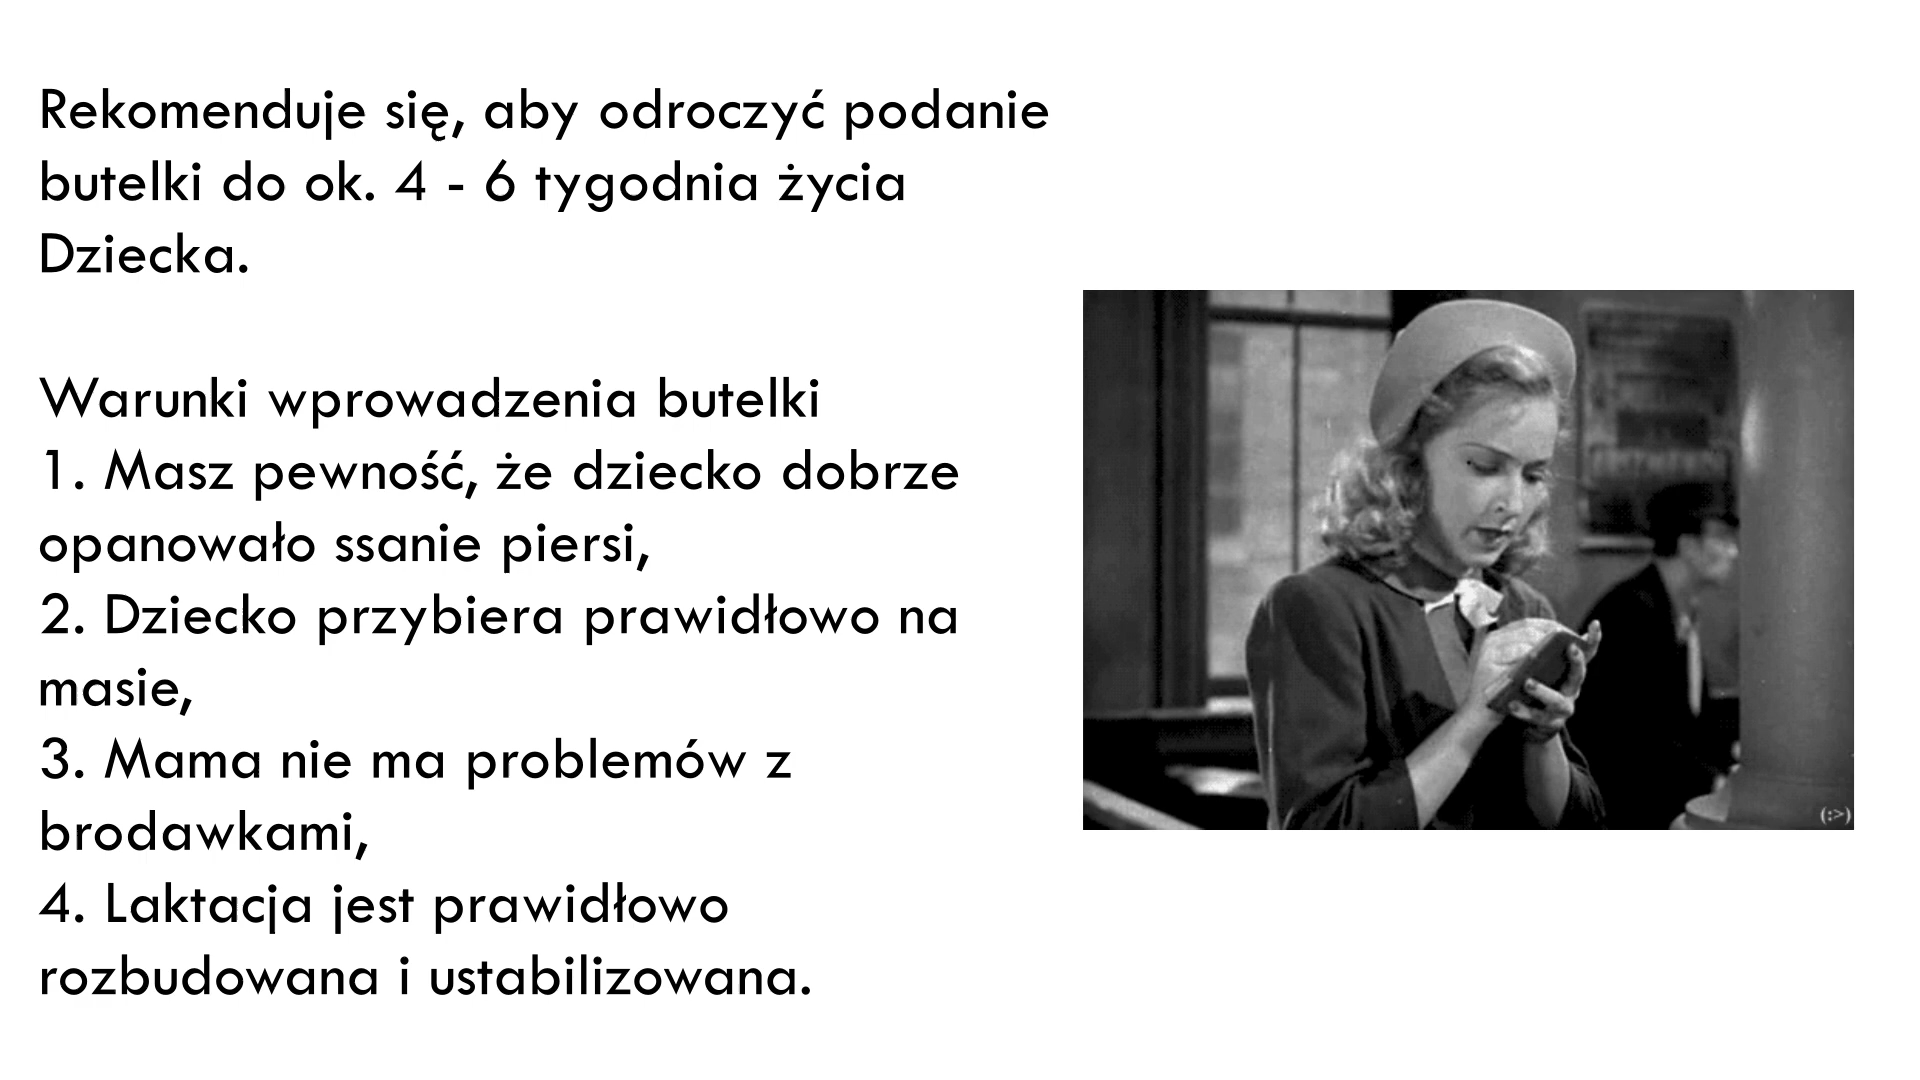 Rekomenduje się, aby odroczyć podanie
butelki do ok. 4 - 6 tygodnia życia
Dziecka.
Warunki wprowadzenia butelki
1. Masz pewność, że dziecko dobrze
opanowało ssanie piersi,
2. Dziecko przybiera prawidłowo na
masie,
3. Mama nie ma problemów z
brodawkami,
4. Laktacja jest prawidłowo
rozbudowana i ustabilizowana.
(:>)